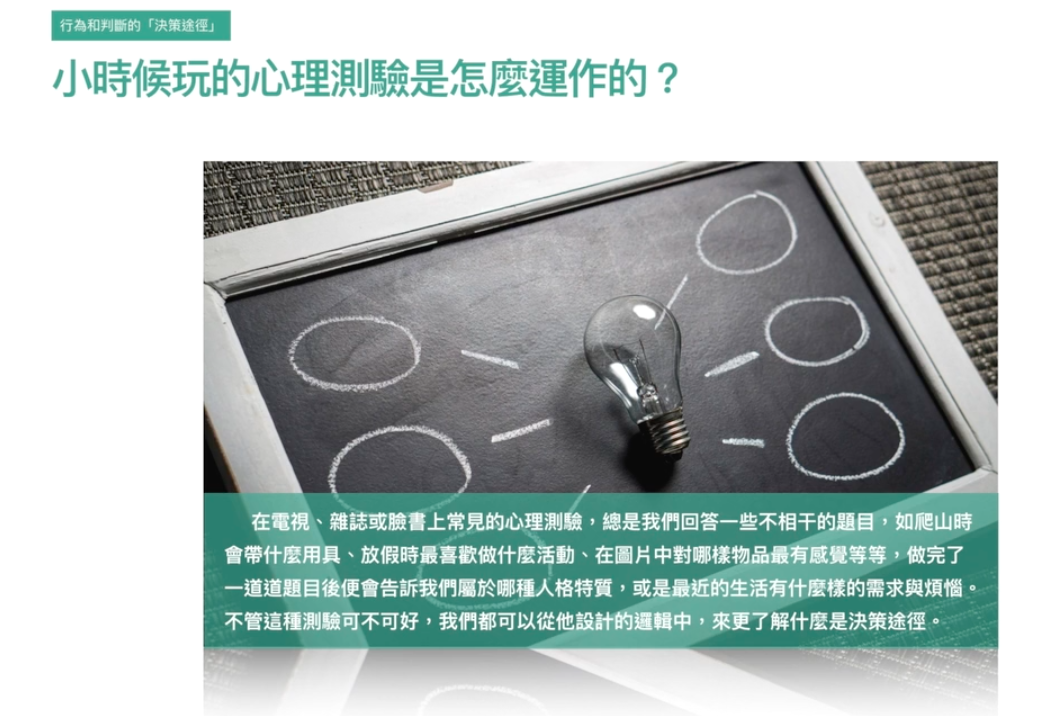 行為和判斷的「決策途徑」
小時候玩的心理測驗是怎麼運作的？
在電視、雜誌或臉書上常見的心理測驗，總是我們回答一些不相干的題目，如爬山時
會帶什麼用具、放假時最喜歡做什麼活動、在圖片中對哪樣物品最有感覺等等，做完了
一道道題目後便會告訴我們屬於哪種人格特質，或是最近的生活有什麼樣的需求與煩惱。
不管這種測驗可不可好，我們都可以從他設計的邏輯中，來更了解什麼是決策途徑。